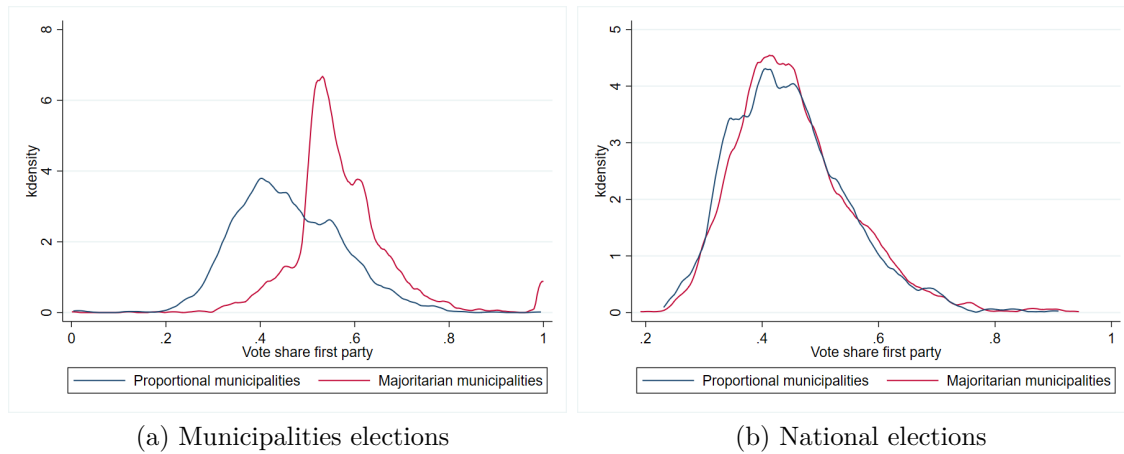 8
6
4
2
0
kdensity
0
.2
.4
.6
.8
1
Vote share first party
Proportional municipalities
Majoritarian municipalities
(a) Municipalities elections
5
4
3
2
1
0
kdensity
.2
.4
.6
.8
1
Vote share first party
Proportional municipalities
Majoritarian municipalities
(b) National elections